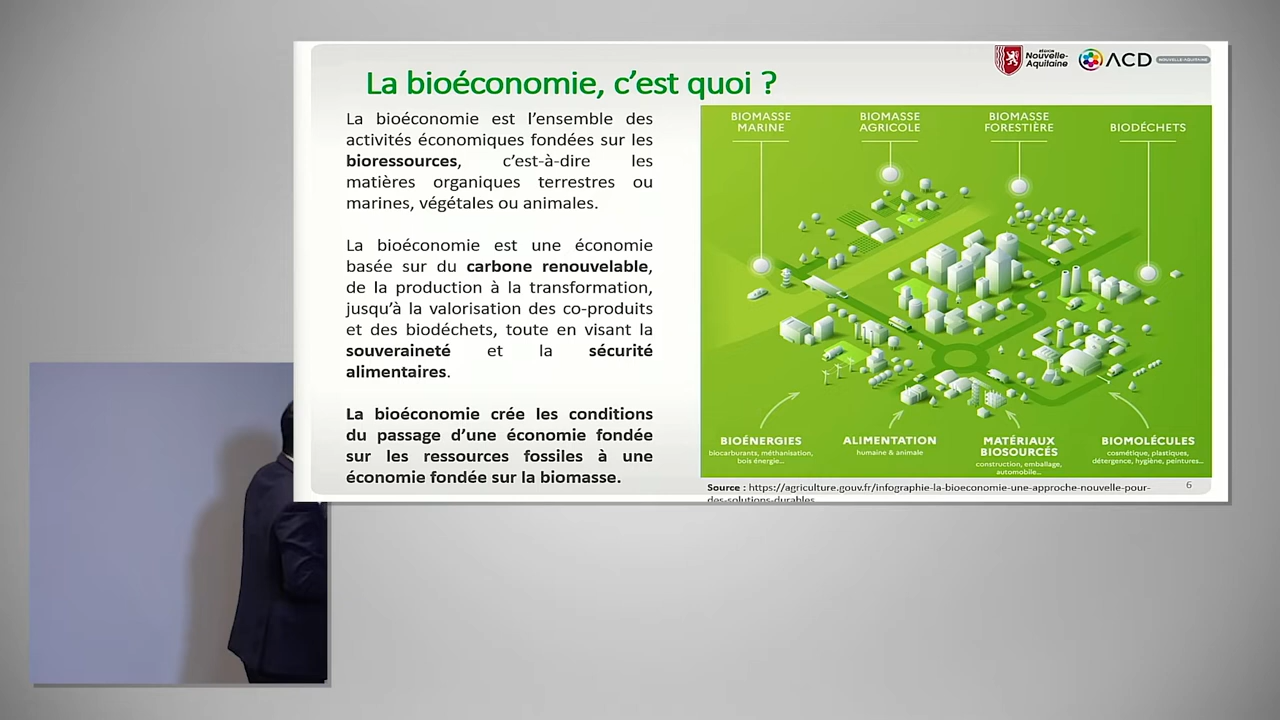 RÉGION
Nouvelle-
Aquitaine
ACD
NOUVELLE-AQUITAINE
La bioéconomie, c’est quoi ?
La bioéconomie est l’ensemble des
activités économiques fondées sur les
bioressources, c’est-à-dire les
matières organiques terrestres ou
marines, végétales ou animales.
La bioéconomie est une économie
basée sur du carbone renouvelable,
de la production à la transformation,
jusqu’à la valorisation des co-produits
et des biodéchets, toute en visant la
souveraineté et la sécurité
alimentaires.
La bioéconomie crée les conditions
du passage d’une économie fondée
sur les ressources fossiles à une
économie fondée sur la biomasse.
BIOMASSE
MARINE
BIOMASSE
AGRICOLE
BIOMASSE
FORESTIÈRE
BIODÉCHETS
BIOÉNERGIES
biocarburants, méthanisation,
bois énergie...
ALIMENTATION
humaine & animale
MATÉRIAUX
BIOSOURCÉS
construction, emballage,
automobile...
BIOMOLÉCULES
cosmétique, plastiques,
détergence, hygiène, peintures...
Source : https://agriculture.gouv.fr/infographie-la-bioeconomie-une-approche-nouvelle-pour-
des-solutions-durables
6